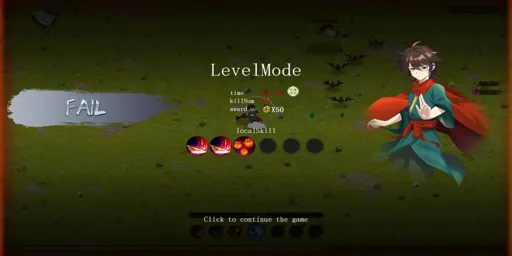 LevelMode
FAIL
time
killNum
award X50
localSkill
Click to continue the game